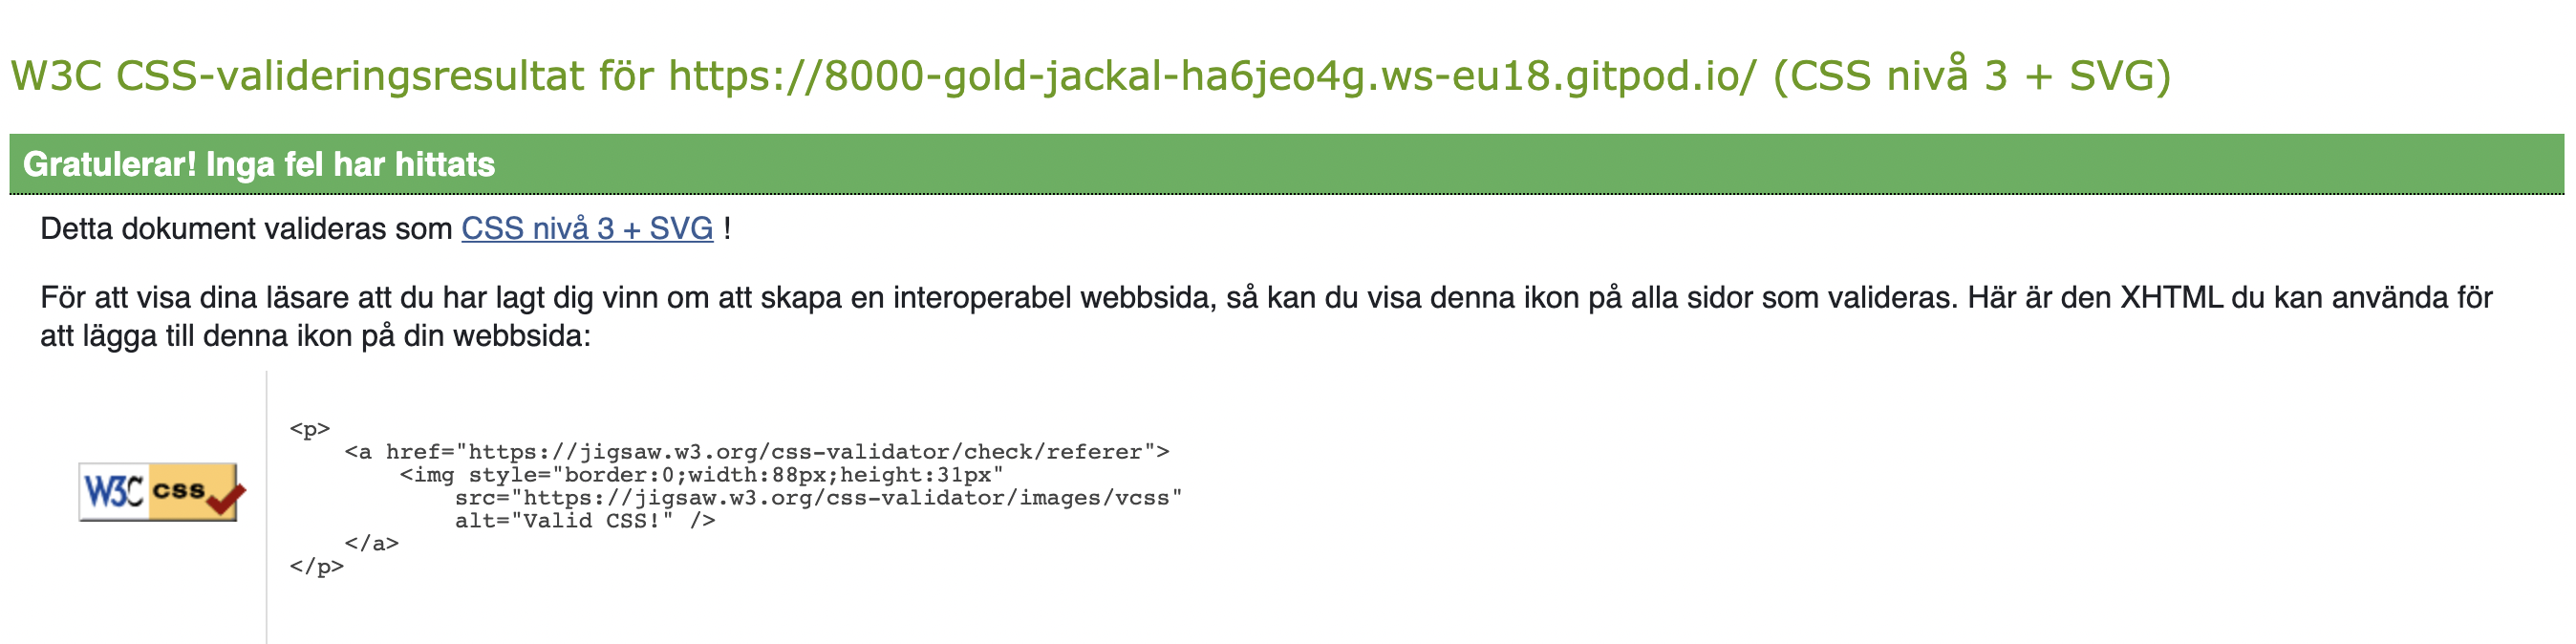 W3C CSS-valideringsresultat för https://8000-gold-jackal-ha6jeo4g.ws-eu18.gitpod.io/ (CSS nivå 3 + SVG)
Gratulerar! Inga fel har hittats
Detta dokument valideras som CSS nivå 3 + SVG !
För att visa dina läsare att du har lagt dig vinn om att skapa en interoperabel webbsida, så kan du visa denna ikon på alla sidor som valideras. Här är den XHTML du kan använda för
att lägga till denna ikon på din webbsida:
W3C css
<p>
    <a href="https://jigsaw.w3.org/css-validator/check/referer">
        <img style="border:0;width:88px;height:31px"
            src="https://jigsaw.w3.org/css-validator/images/vcss"
            alt="Valid CSS!" />
    </a>
</p>